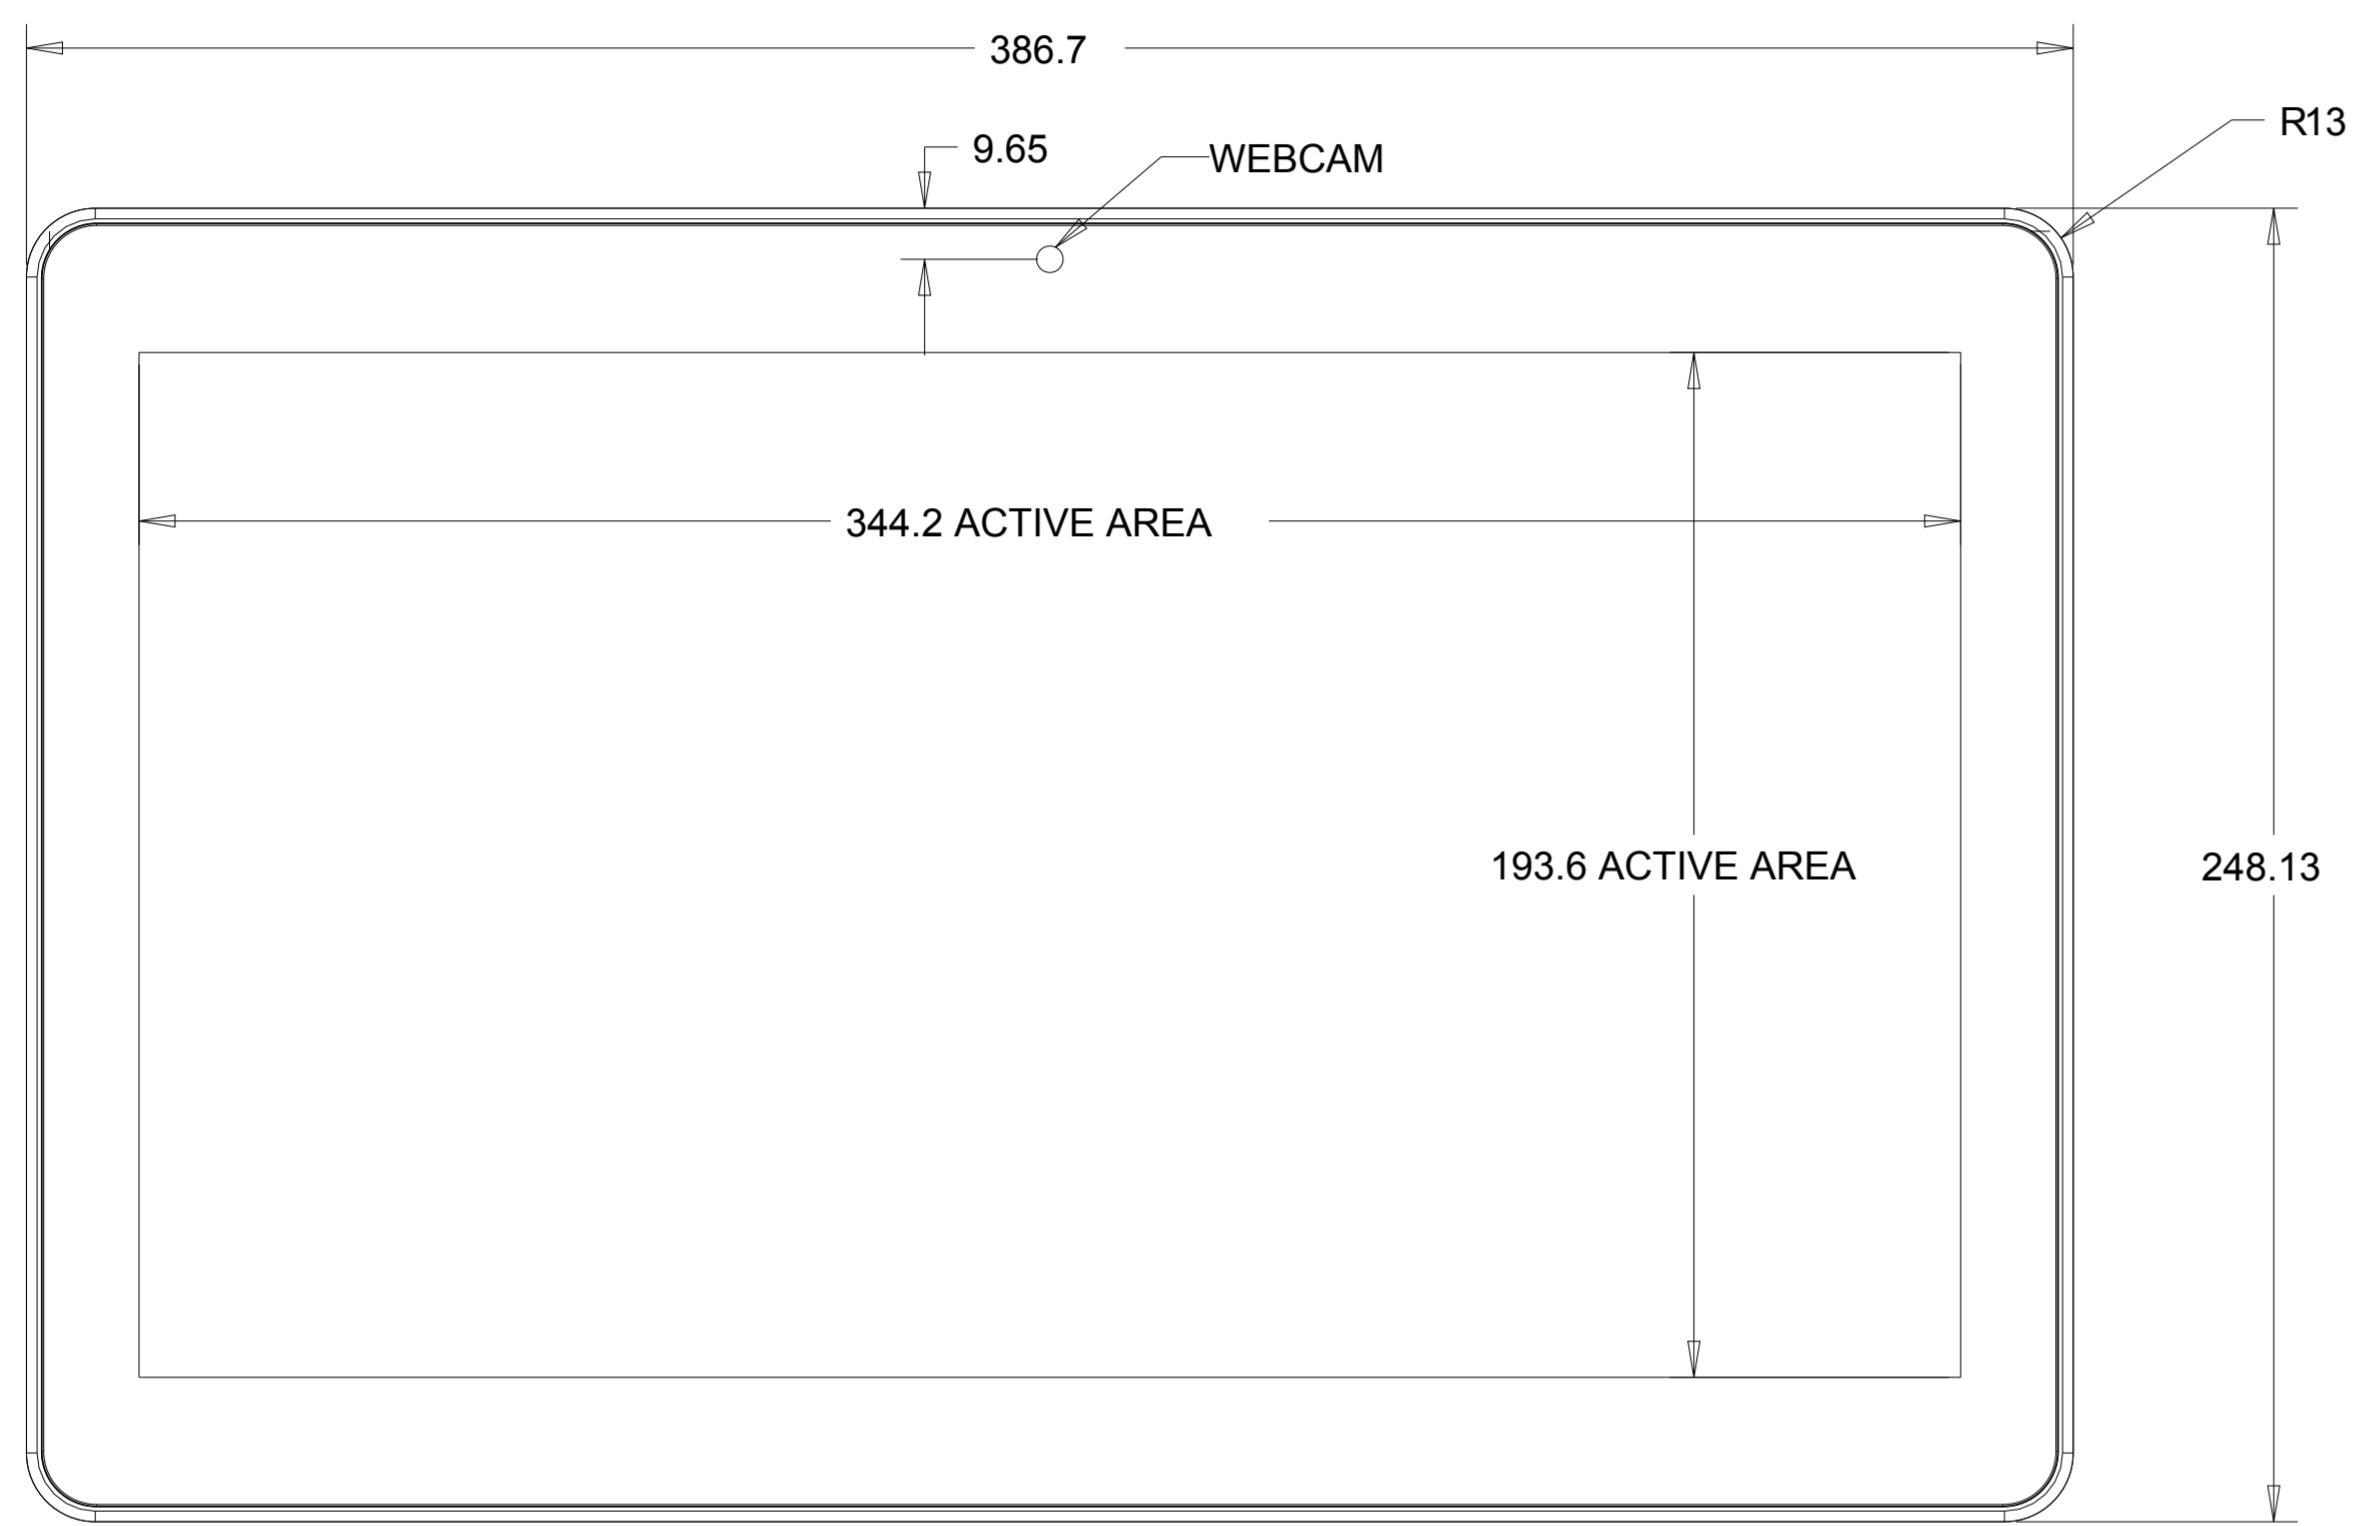 386.7
R13
9.65
WEBCAM
344.2 ACTIVE AREA
193.6 ACTIVE AREA
248.13